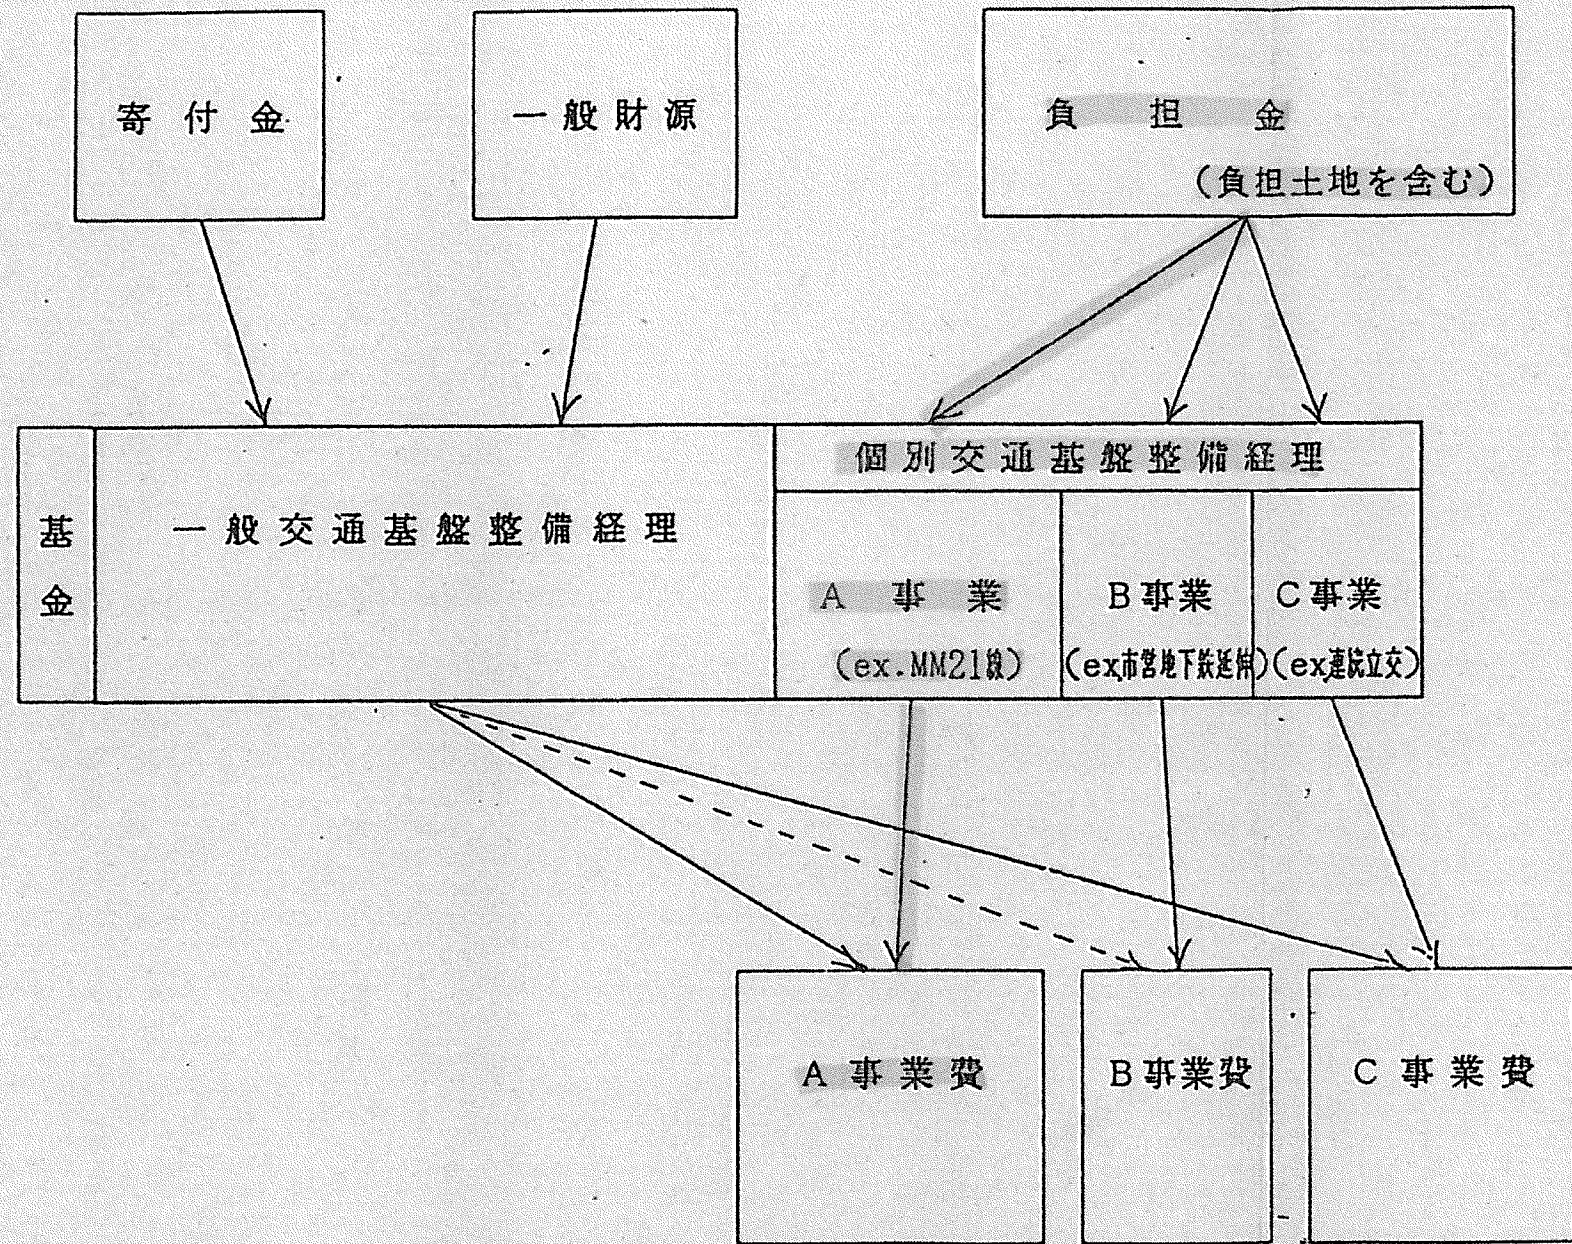 寄付金
一般財源
負担金
(負担土地を含む)
基金
一般交通基盤整備経理
個別交通基盤整備経理
A事業
(ex.MM21線)
B事業
(ex市営地下鉄延伸)
C事業
(ex連続立交)
A事業費
B事業費
C事業費